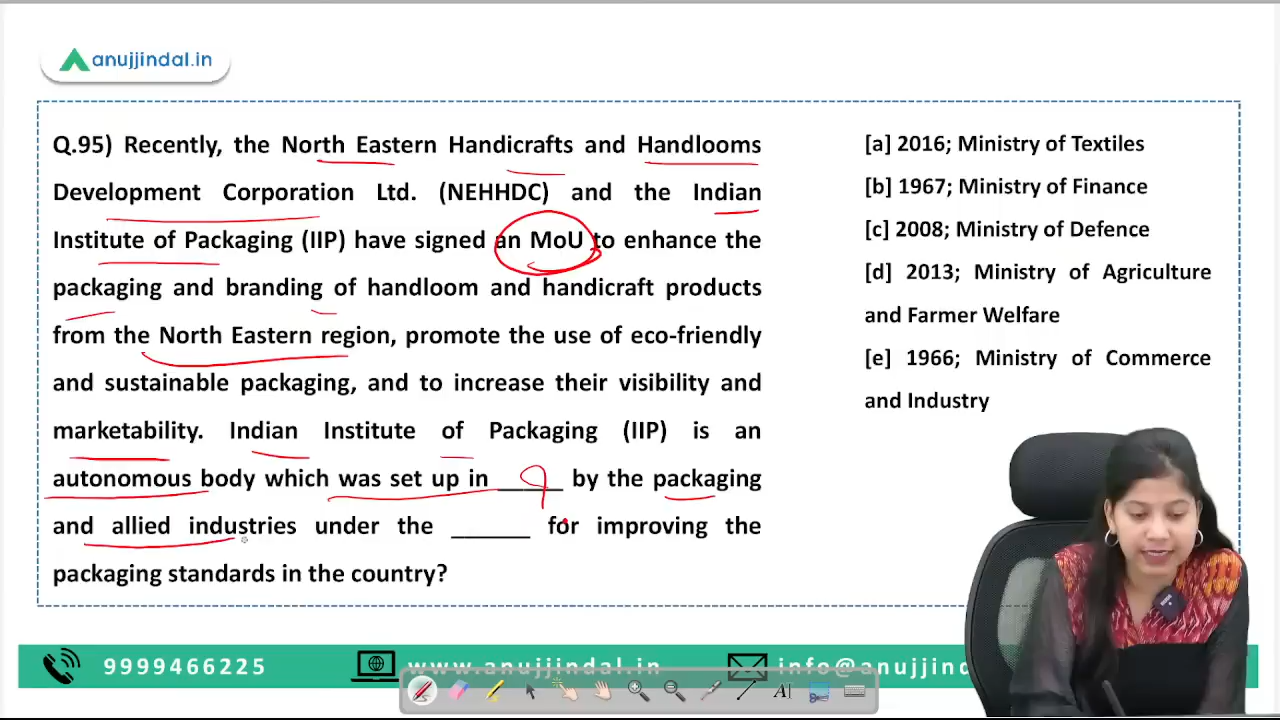 anujjindal.in
Q.95) Recently, the North Eastern Handicrafts and Handlooms
Development Corporation Ltd. (NEHHDC) and the Indian
Institute of Packaging (IIP) have signed an MoU to enhance the
packaging and branding of handloom and handicraft products
from the North Eastern region, promote the use of eco-friendly
and sustainable packaging, and to increase their visibility and
marketability. Indian Institute of Packaging (IIP) is an
autonomous body which was set up in _____ by the packaging
and allied industries under the ______ for improving the
packaging standards in the country?
[a] 2016; Ministry of Textiles
[b] 1967; Ministry of Finance
[c] 2008; Ministry of Defence
[d] 2013; Ministry of Agriculture
and Farmer Welfare
[e] 1966; Ministry of Commerce
and Industry
9999466225
www.anujjindal.in
info@anujjind